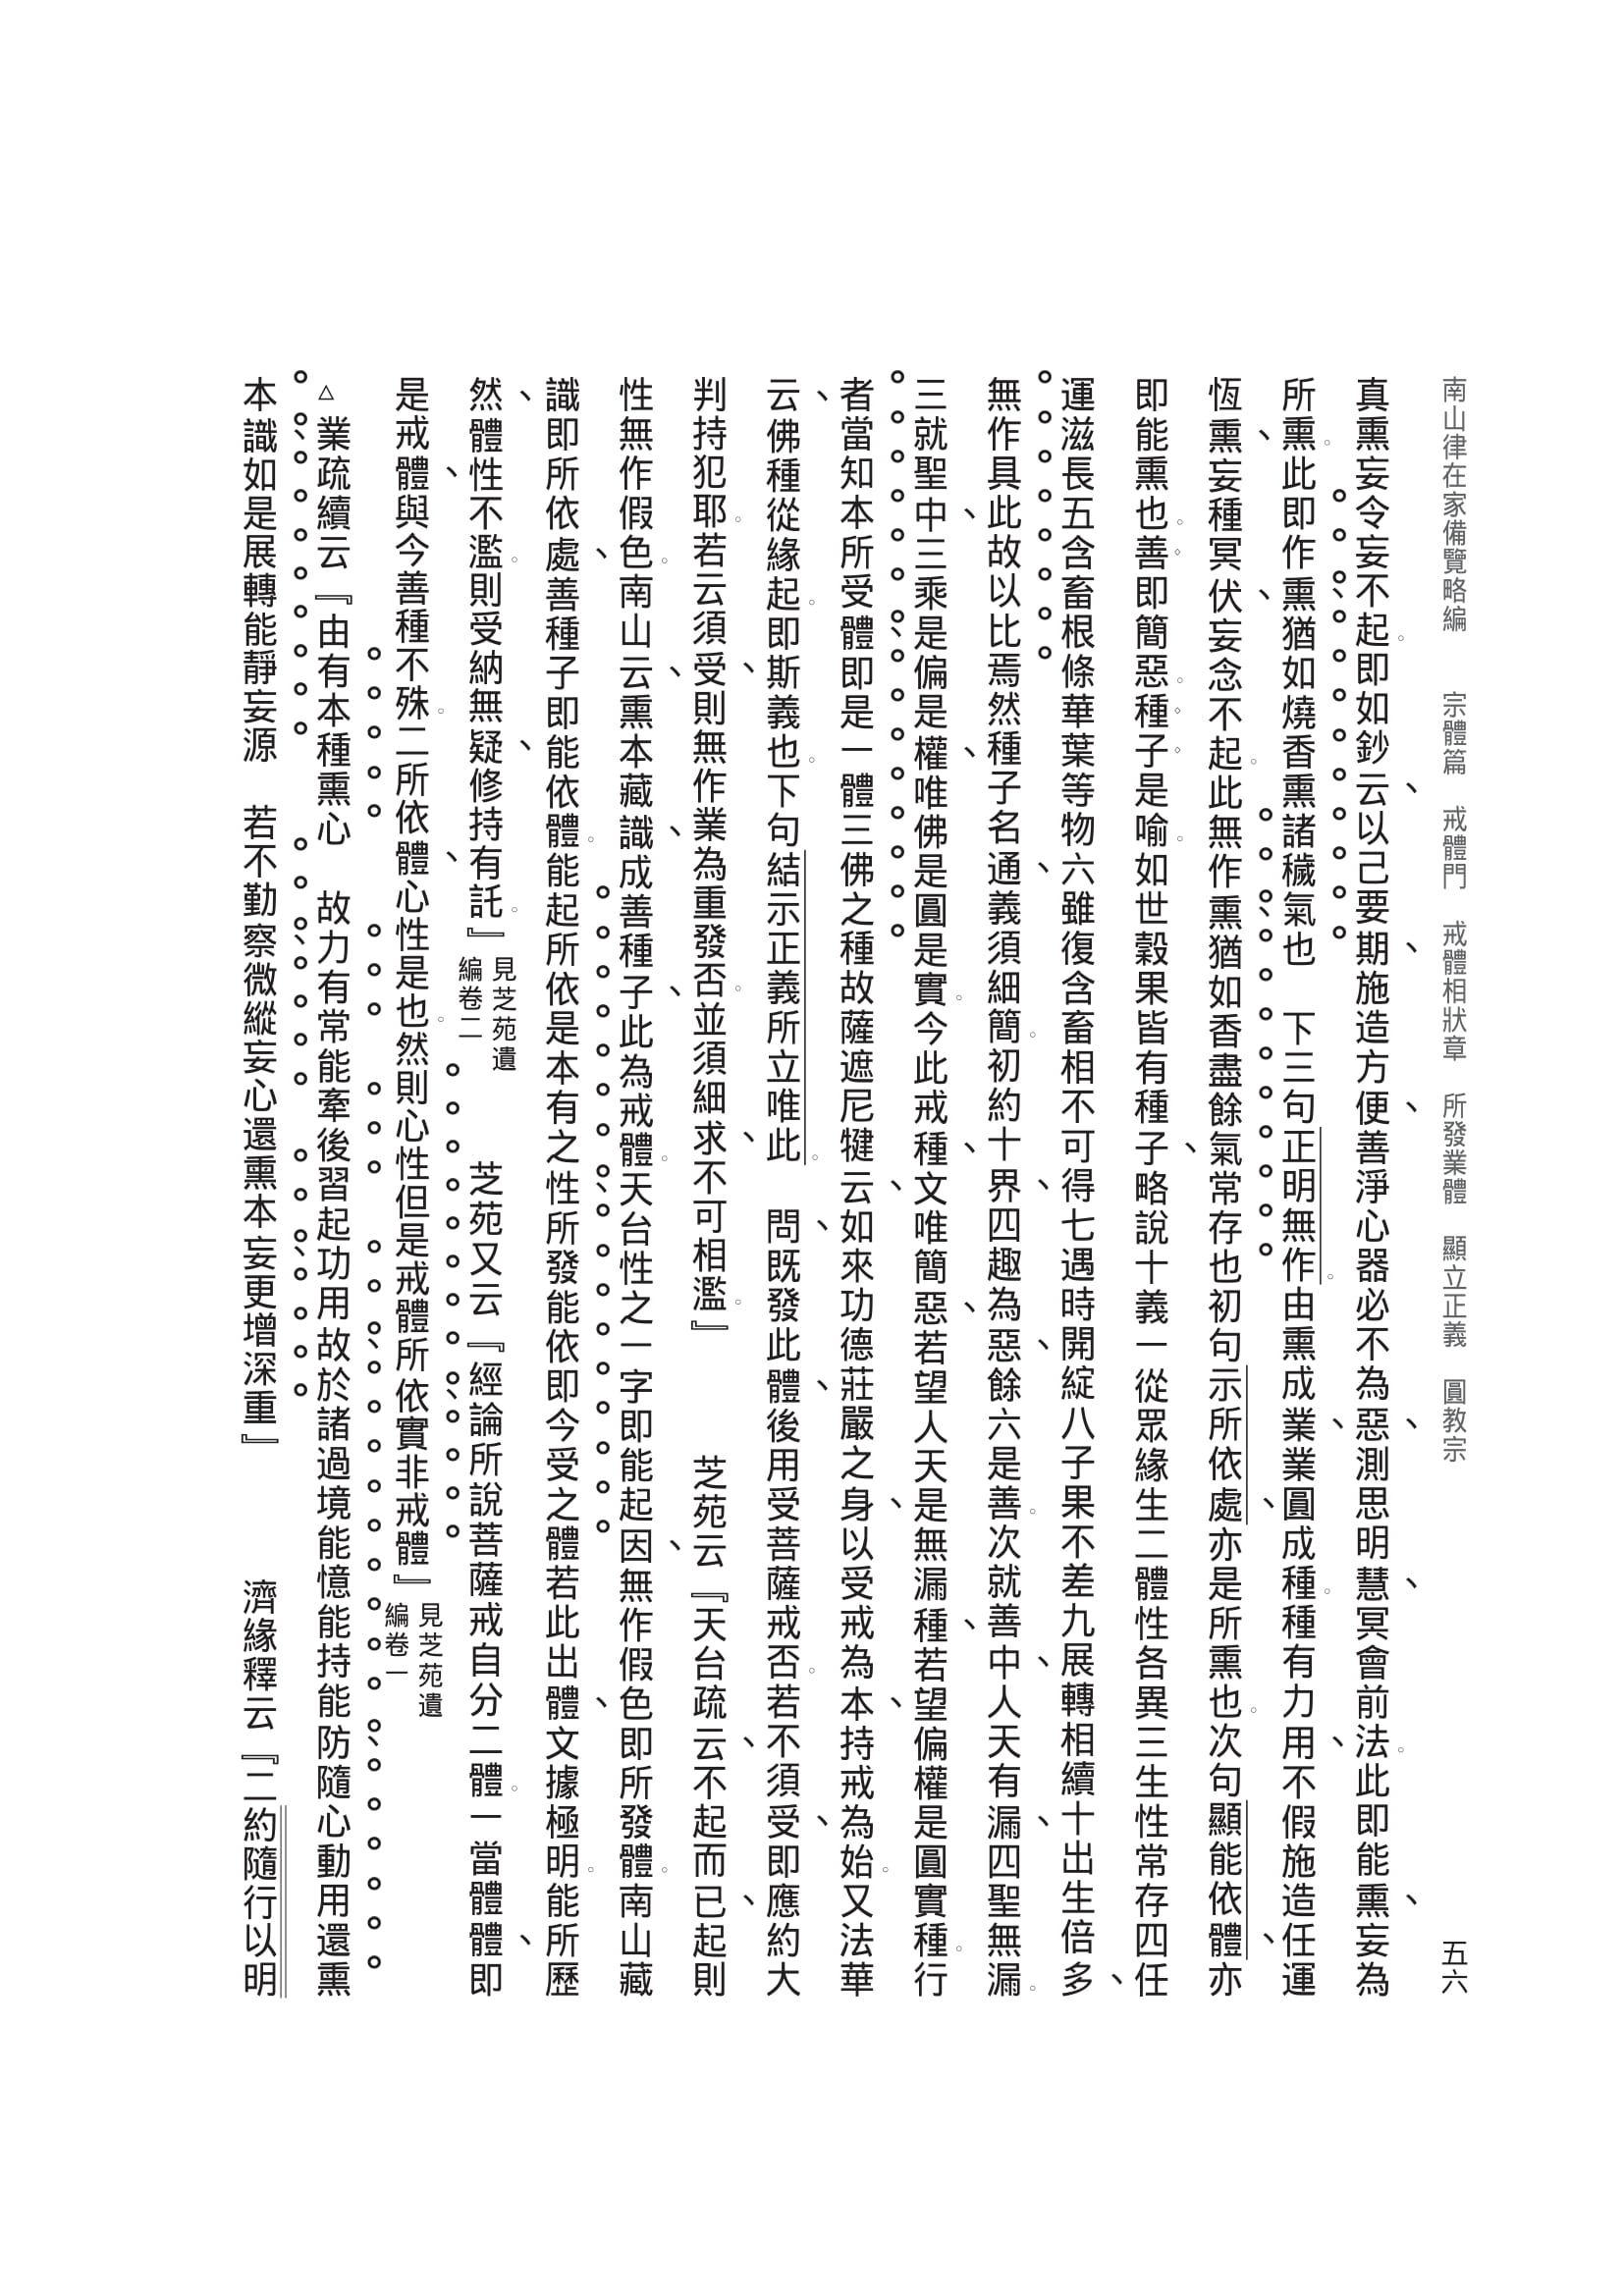 南山律在家備覽略編　宗體篇　戒體門　戒體相狀章　所發業體　顯立正義　圓教宗　五六
真熏妄令妄不起。即如鈔云、以己要期、施造方便、善淨心器必不為惡、測思明慧、冥會前法。此即能熏、妄為
所熏。此即作熏猶如燒香熏諸穢氣也　下三句正明無作。由熏成業、業圓成種。種有力用、不假施造任運
恆熏、妄種冥伏、妄念不起。此無作熏猶如香盡餘氣常存也初句示所依處、亦是所熏也。次句顯能依體、亦
即能熏也。善即簡惡。種子是喻。如世穀果皆有種子、略說十義一從眾緣生二體性各異三生性常存四任
運滋長五含畜根條華葉等物六雖復含畜相不可得七遇時開綻八子果不差九展轉相續十出生倍多、
無作具此故以比焉然種子名通、義須細簡。初約十界、四趣為惡、餘六是善。次就善中、人天有漏、四聖無漏。
三就聖中、三乘是偏是權、唯佛是圓是實。今此戒種、文唯簡惡、若望人天是無漏種、若望偏權是圓實種。行
者當知本所受體即是一體三佛之種故薩遮尼犍云、如來功德莊嚴之身、以受戒為本、持戒為始。又法華
云、佛種從緣起。即斯義也。下句結示正義所立唯此。　問、既發此體、後用受菩薩戒否。若不須受、即應約大
判持犯耶。若云須受、則無作業為重發否。並須細求、不可相濫。』　　芝苑云『天台疏云、不起而已、起則
性無作假色。南山云、熏本藏識、成善種子、此為戒體。天台性之一字即能起因、無作假色即所發體。南山藏
識即所依處、善種子即能依體。能起所依是本有之性所發能依即今受之體若此出體、文據極明。能所歷
然、體性不濫。則受納無疑、修持有託。』見芝苑遺編卷二　　芝苑又云『經論所說菩薩戒自分二體。一當體體、即
是戒體、與今善種不殊。二所依體、心性是也。然則心性但是戒體所依實非戒體』見芝苑遺編卷一
△業疏續云『由有本種熏心　故力有常能牽後習起功用故於諸過境能憶能持能防隨心動用還熏
本識如是展轉能靜妄源　若不勤察微縱妄心還熏本妄更增深重』　　濟緣釋云『二約隨行以明